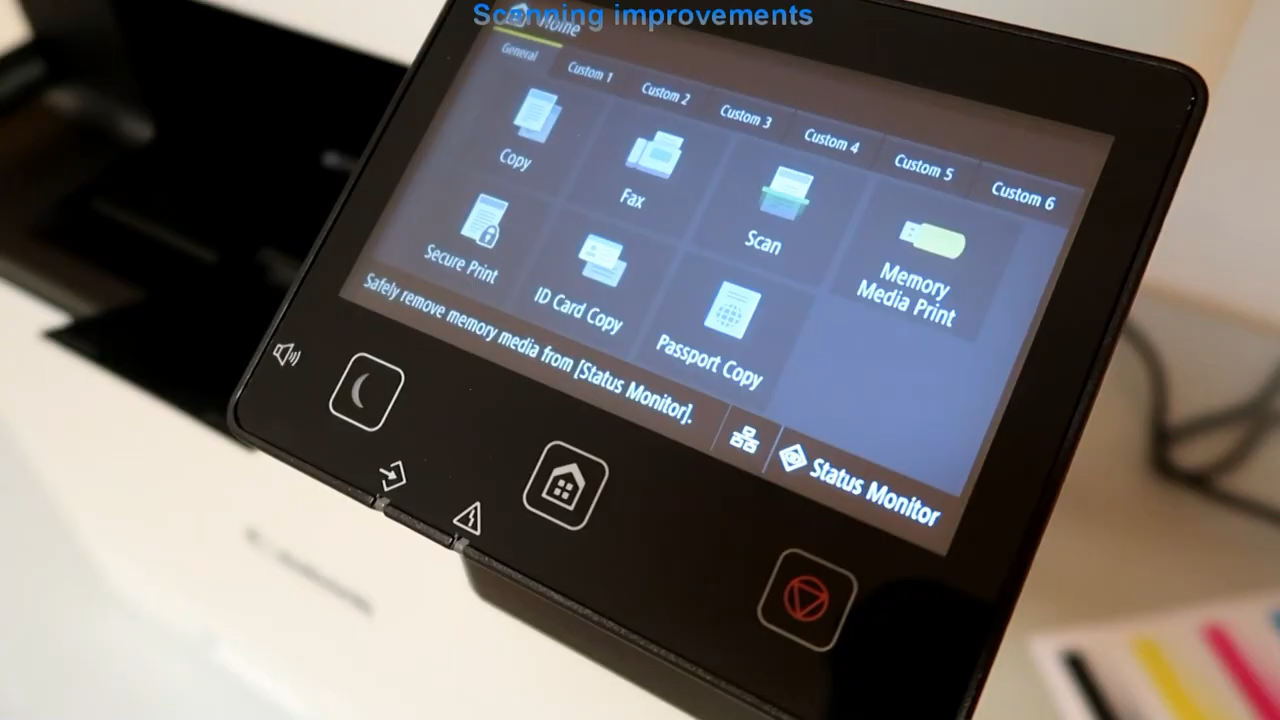 Scanning improvements
Home
General
Custom 1
Custom 2
Custom 3
Custom 4
Custom 5
Custom 6
Copy
Fax
Scan
Memory
Media Print
Secure Print
ID Card Copy
Passport Copy
Safely remove memory media from [Status Monitor].
Status Monitor